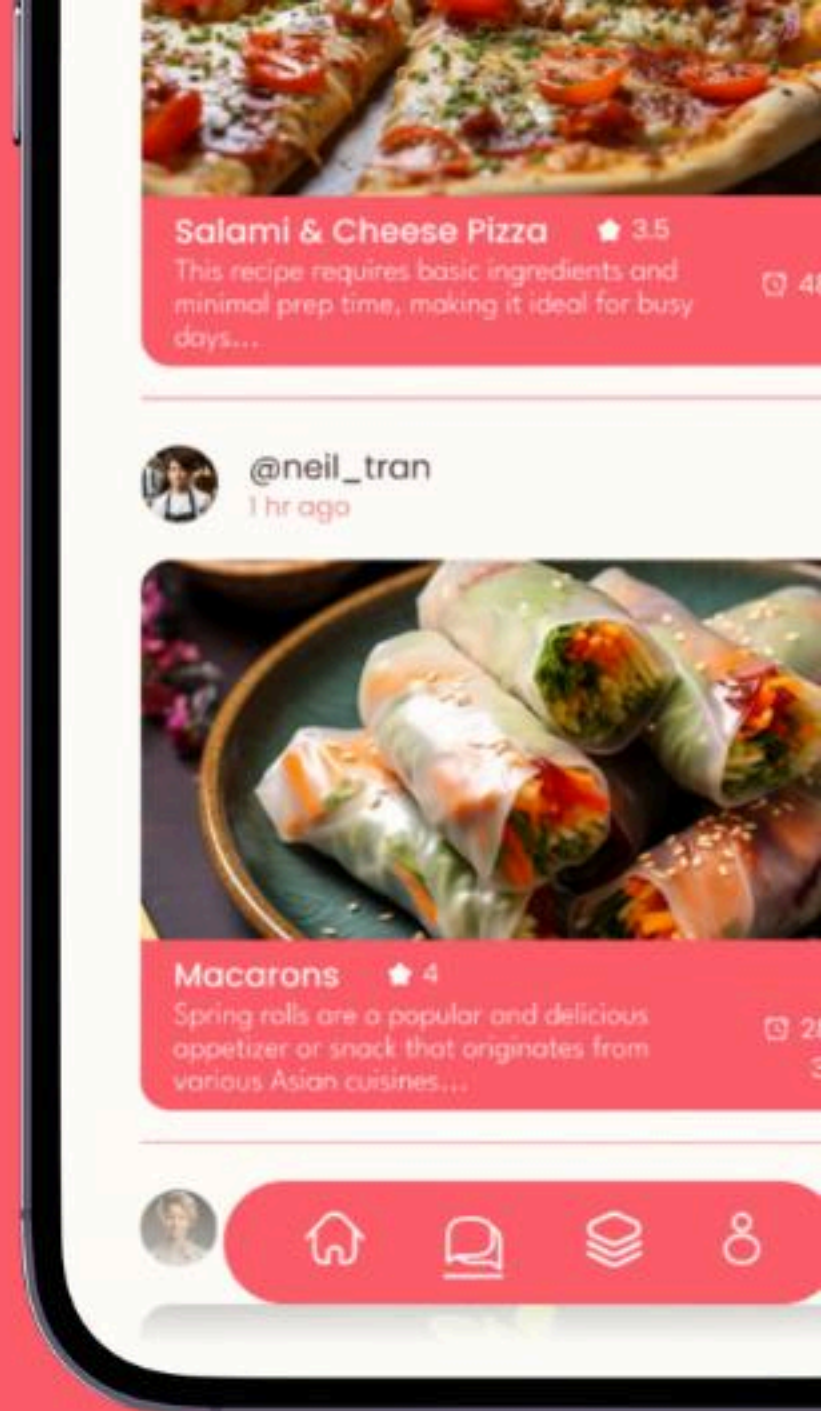 Salami & Cheese Pizza 3.5
This recipe requires basic ingredients and
minimal prep time, making it ideal for busy
days...
@neil_tran
1 hr ago
Macarons 4
Spring rolls are a popular and delicious
appetizer or snack that originates from
various Asian cuisines...